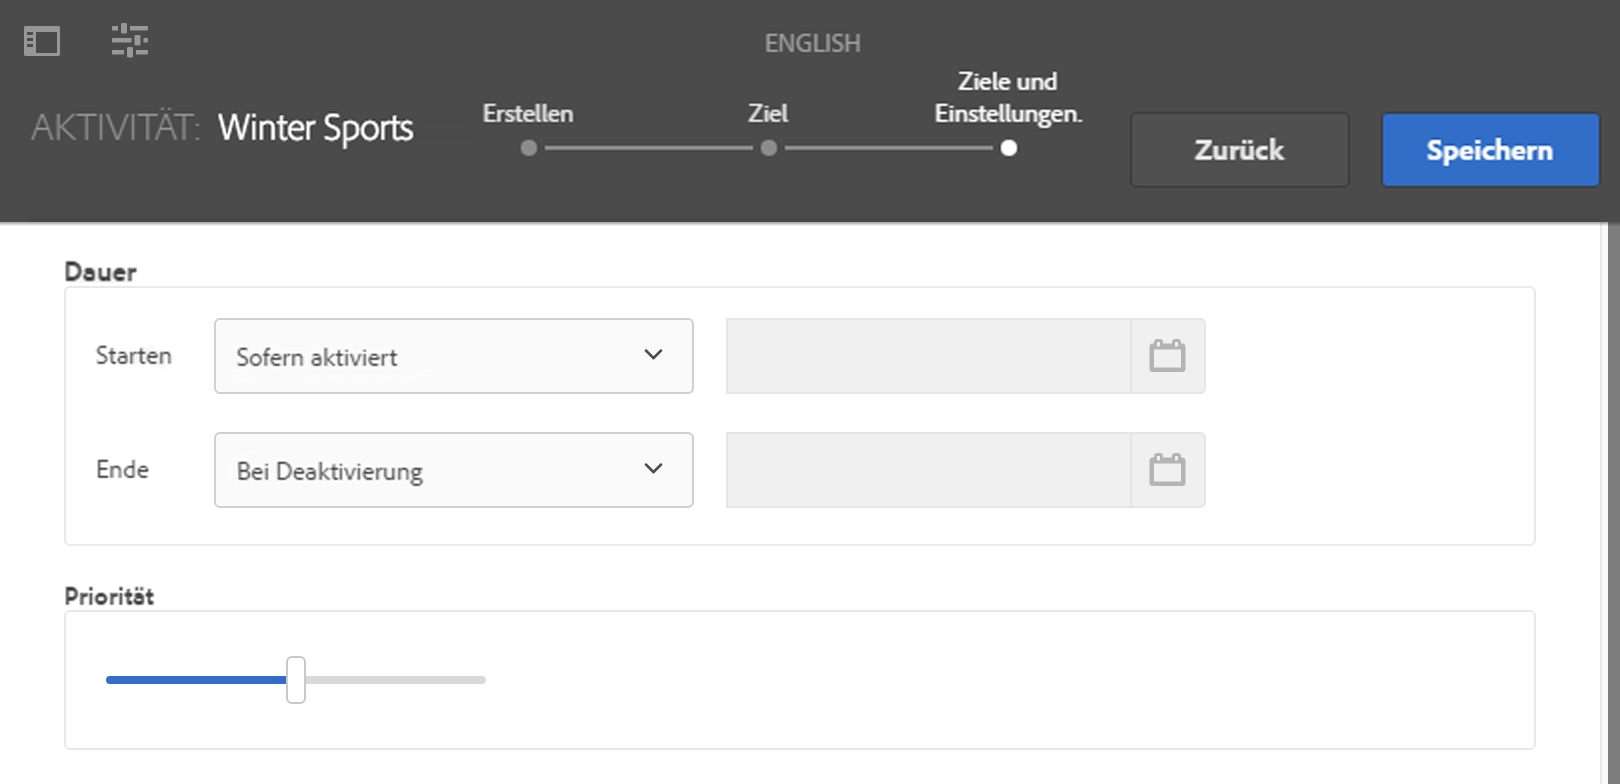 ENGLISH
AKTIVITÄT: Winter Sports
Erstellen
Ziel
Ziele und
Einstellungen.
Zurück
Speichern
Dauer
Starten
Sofern aktiviert
Ende
Bei Deaktivierung
Priorität